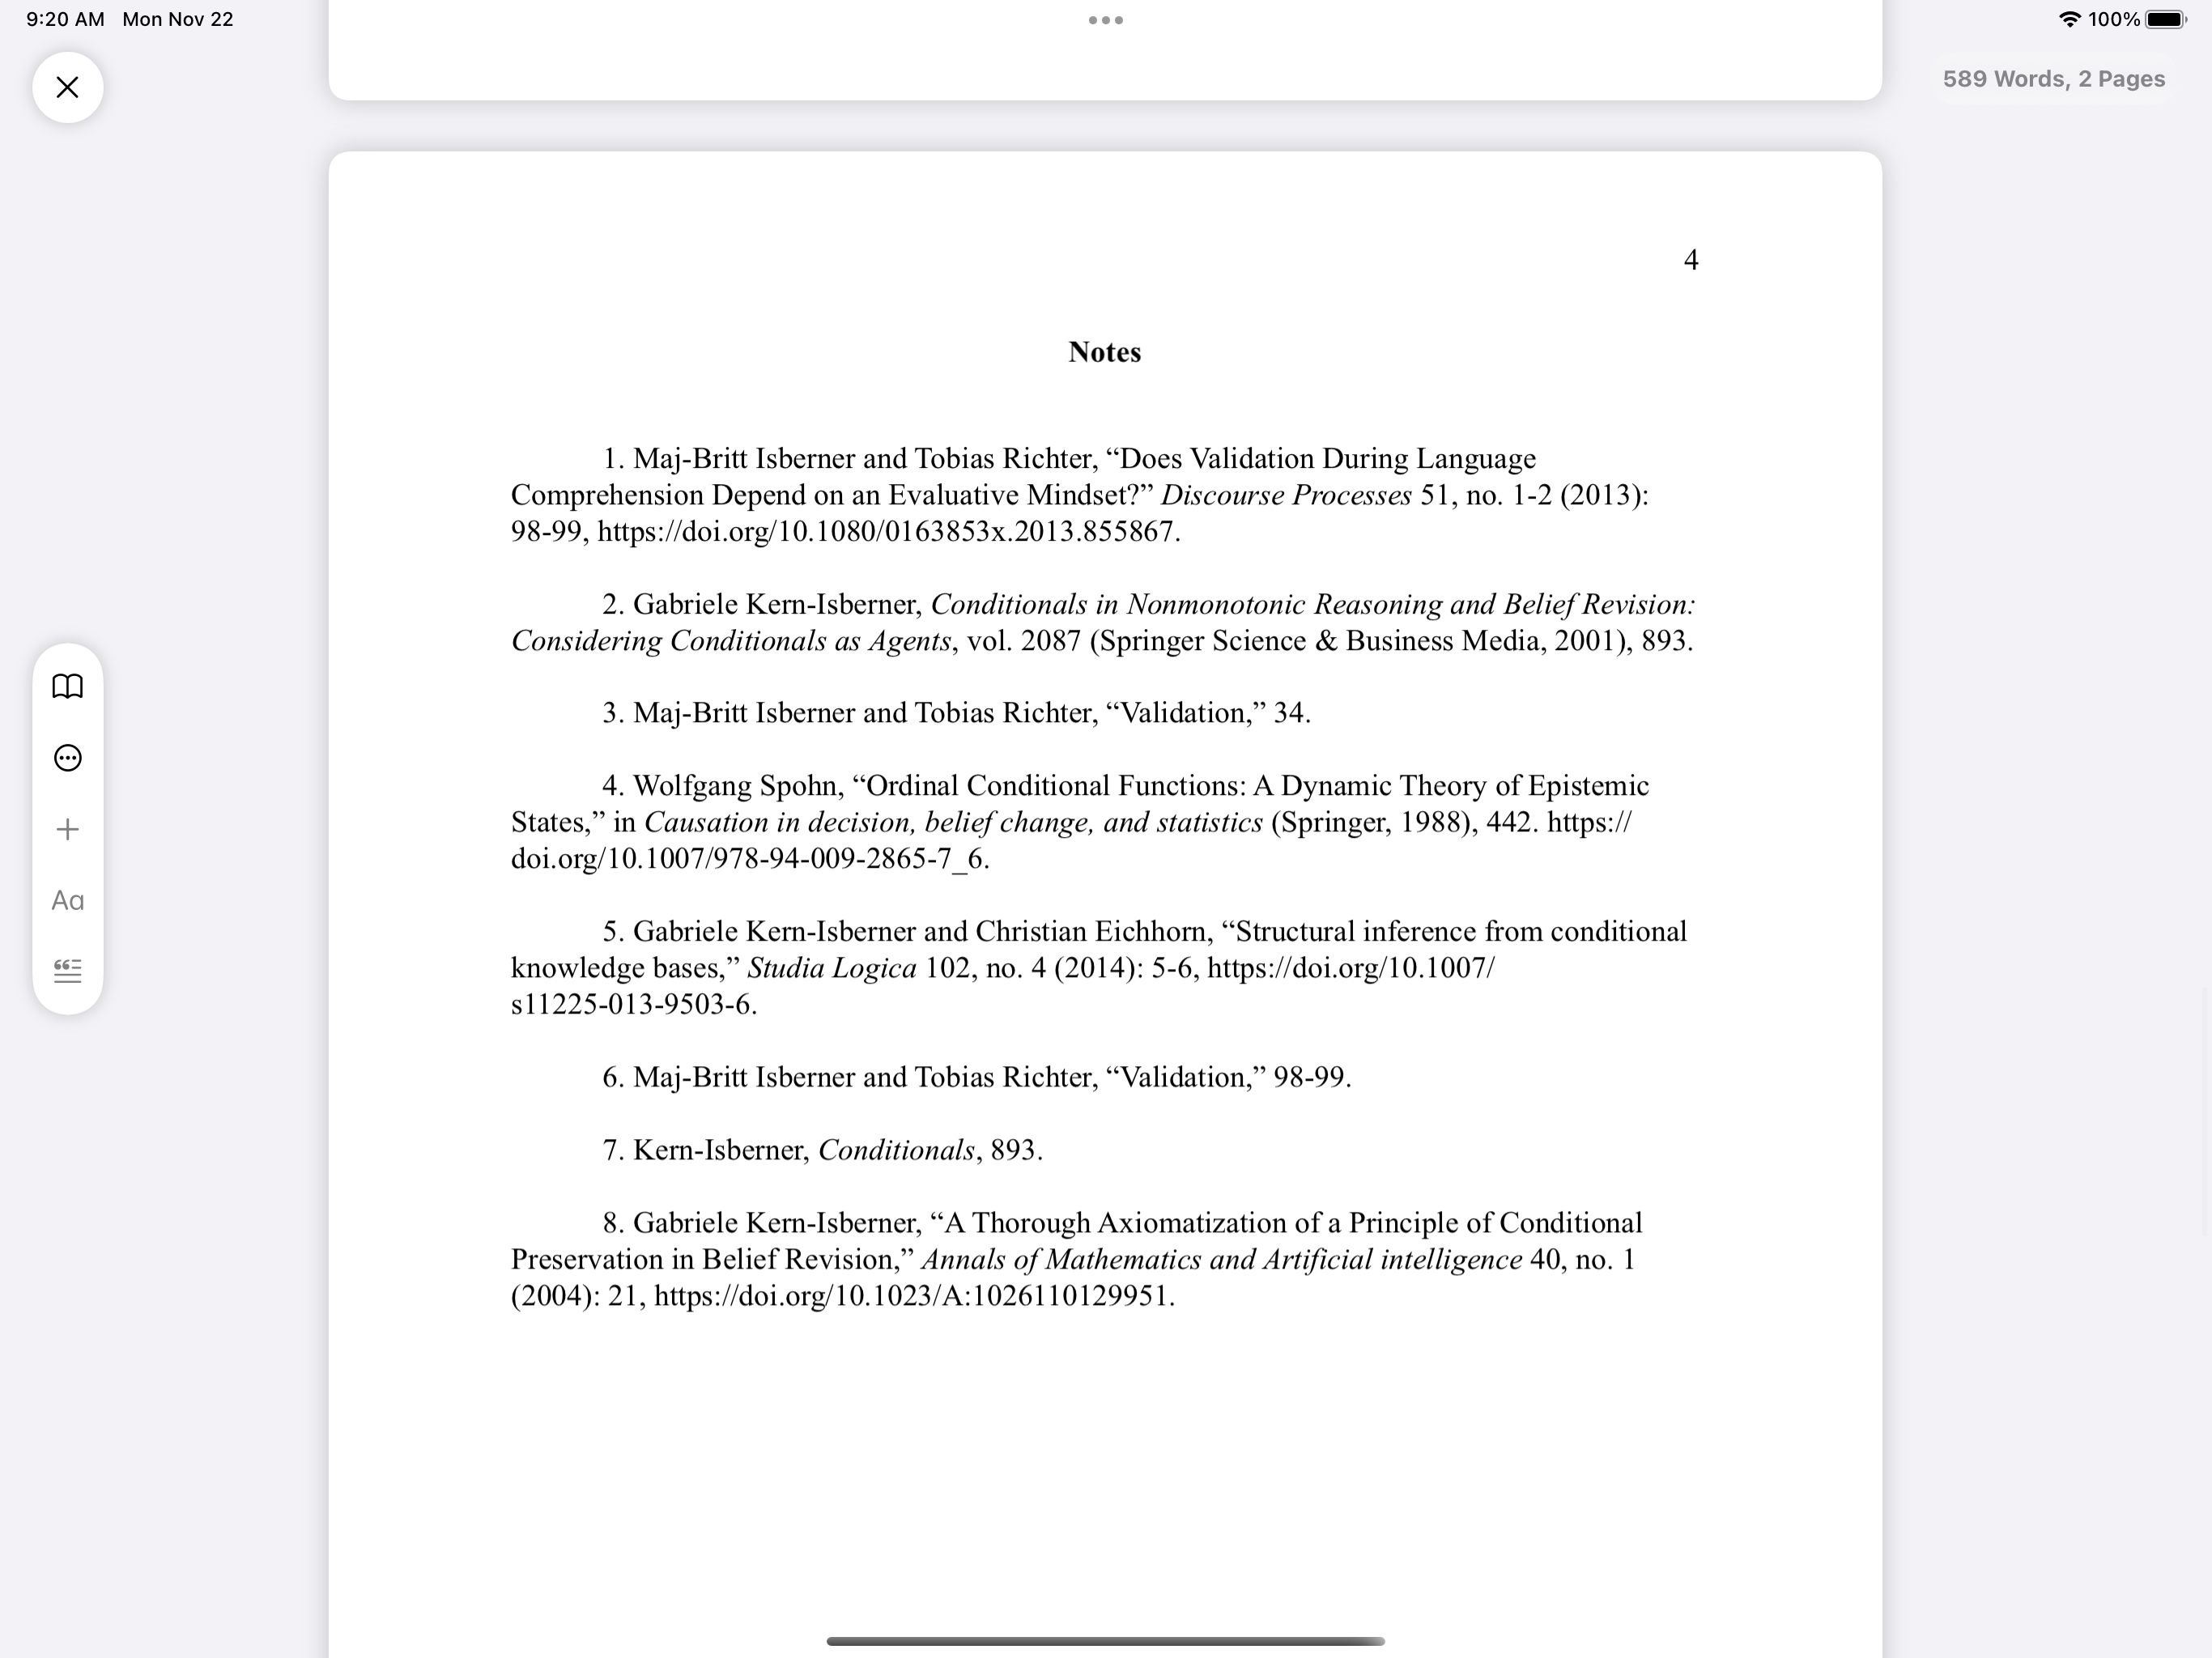 9:20 AM Mon Nov 22
100%
589 Words, 2 Pages
4
Notes
1. Maj-Britt Isberner and Tobias Richter, “Does Validation During Language
Comprehension Depend on an Evaluative Mindset?” Discourse Processes 51, no. 1-2 (2013):
98-99, https://doi.org/10.1080/0163853x.2013.855867.
2. Gabriele Kern-Isberner, Conditionals in Nonmonotonic Reasoning and Belief Revision:
Considering Conditionals as Agents, vol. 2087 (Springer Science & Business Media, 2001), 893.
3. Maj-Britt Isberner and Tobias Richter, “Validation,” 34.
4. Wolfgang Spohn, “Ordinal Conditional Functions: A Dynamic Theory of Epistemic
States,” in Causation in decision, belief change, and statistics (Springer, 1988), 442. https://
doi.org/10.1007/978-94-009-2865-7_6.
5. Gabriele Kern-Isberner and Christian Eichhorn, “Structural inference from conditional
knowledge bases,” Studia Logica 102, no. 4 (2014): 5-6, https://doi.org/10.1007/
s11225-013-9503-6.
6. Maj-Britt Isberner and Tobias Richter, “Validation,” 98-99.
7. Kern-Isberner, Conditionals, 893.
8. Gabriele Kern-Isberner, “A Thorough Axiomatization of a Principle of Conditional
Preservation in Belief Revision,” Annals of Mathematics and Artificial intelligence 40, no. 1
(2004): 21, https://doi.org/10.1023/A:1026110129951.
Aa